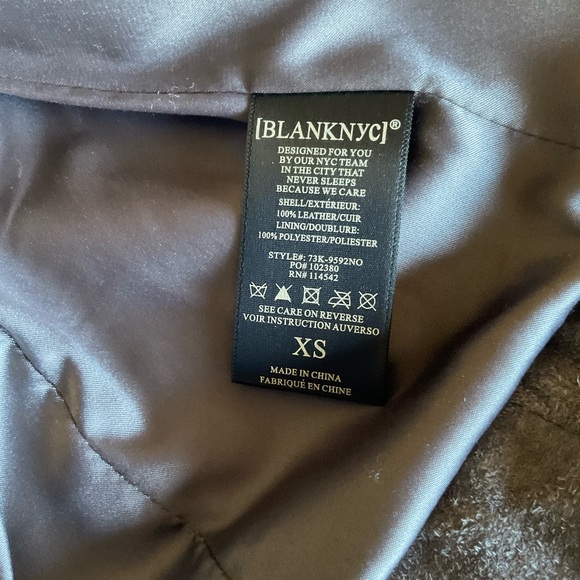 [BLANKNYC]®
DESIGNED FOR YOU
BY OUR NYC TEAM
IN THE CITY THAT
NEVER SLEEPS
BECAUSE WE CARE
SHELL/EXTÉRIEUR:
100% LEATHER/CUIR
LINING/DOUBLURE:
100% POLYESTER/POLIESTER
STYLE#: 73K-9592NO
PO# 102380
RN# 114542
SEE CARE ON REVERSE
VOIR INSTRUCTION AUVERSO
XS
MADE IN CHINA
FABRIQUÉ EN CHINE